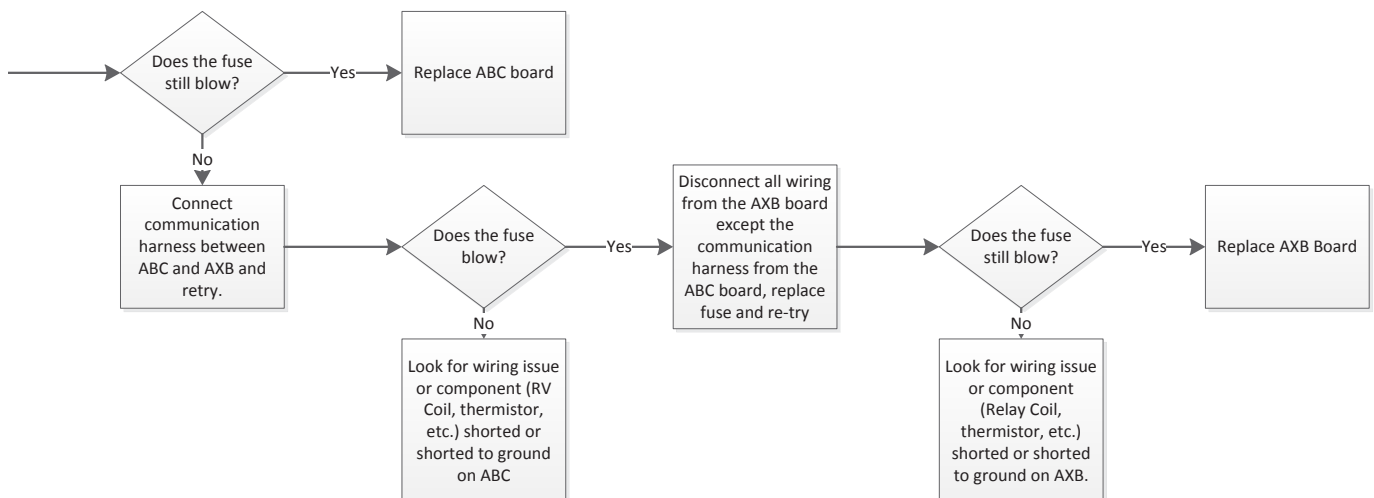 Does the fuse
still blow?
Yes
Replace ABC board
No
Connect
communication
harness between
ABC and AXB and
retry.
Does the fuse
blow?
Yes
Disconnect all wiring
from the AXB board
except the
communication
harness from the
ABC board, replace
fuse and re-try
Does the fuse
still blow?
Yes
Replace AXB Board
No
Look for wiring issue
or component (RV
Coil, thermistor,
etc.) shorted or
shorted to ground
on ABC
No
Look for wiring issue
or component
(Relay Coil,
thermistor, etc.)
shorted or shorted
to ground on AXB.